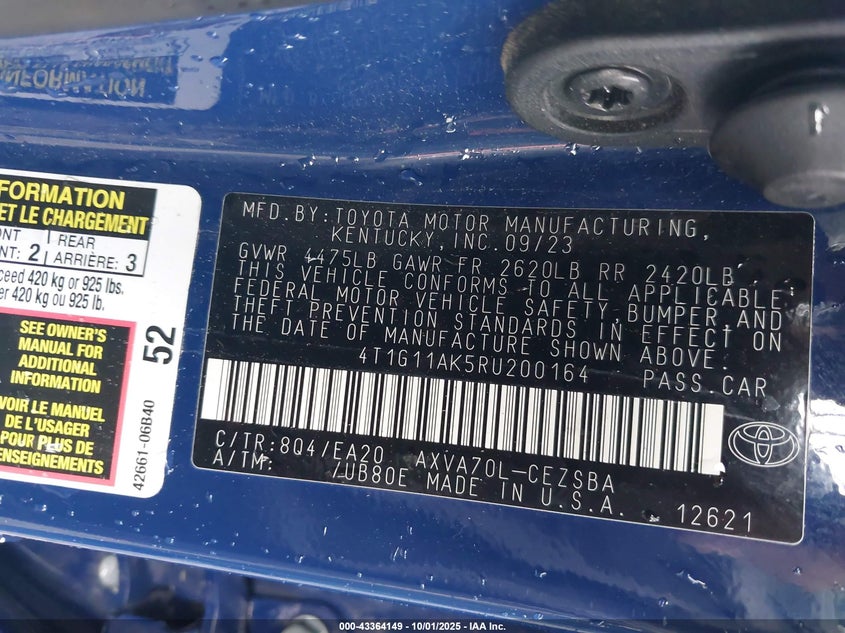 INFORMATION
FORMATION
ET LE CHARGEMENT
ONT
NT: 2
REAR
ARRIÈRE: 3
ceed 420 kg or 925 lbs.
er 420 kg ou 925 lb.
SEE OWNER'S
MANUAL FOR
ADDITIONAL
INFORMATION
VOIR LE MANUEL
DE L'USAGER
POUR PLUS DE
RENSEIGNEMENTS
52
42661-06B40
MFD.BY:TOYOTA MOTOR MANUFACTURING,
KENTUCKY,INC.09/23
GVWR 4475LB GAWR FR 2620LB RR 2420LB
THIS VEHICLE CONFORMS TO ALL APPLICABLE
FEDERAL MOTOR VEHICLE SAFETY,BUMPER,AND
THEFT PREVENTION STANDARDS IN EFFECT ON
THE DATE OF MANUFACTURE SHOWN ABOVE.
4T1G11AK5RU200164 PASS.CAR
C/TR:8Q4/EA20 AXVA70L-CEZSBA
A/TM: /UB80E MADE IN U.S.A.
12621
TOYOTA
000-43364149 - 10/01/2025 - IAA Inc.